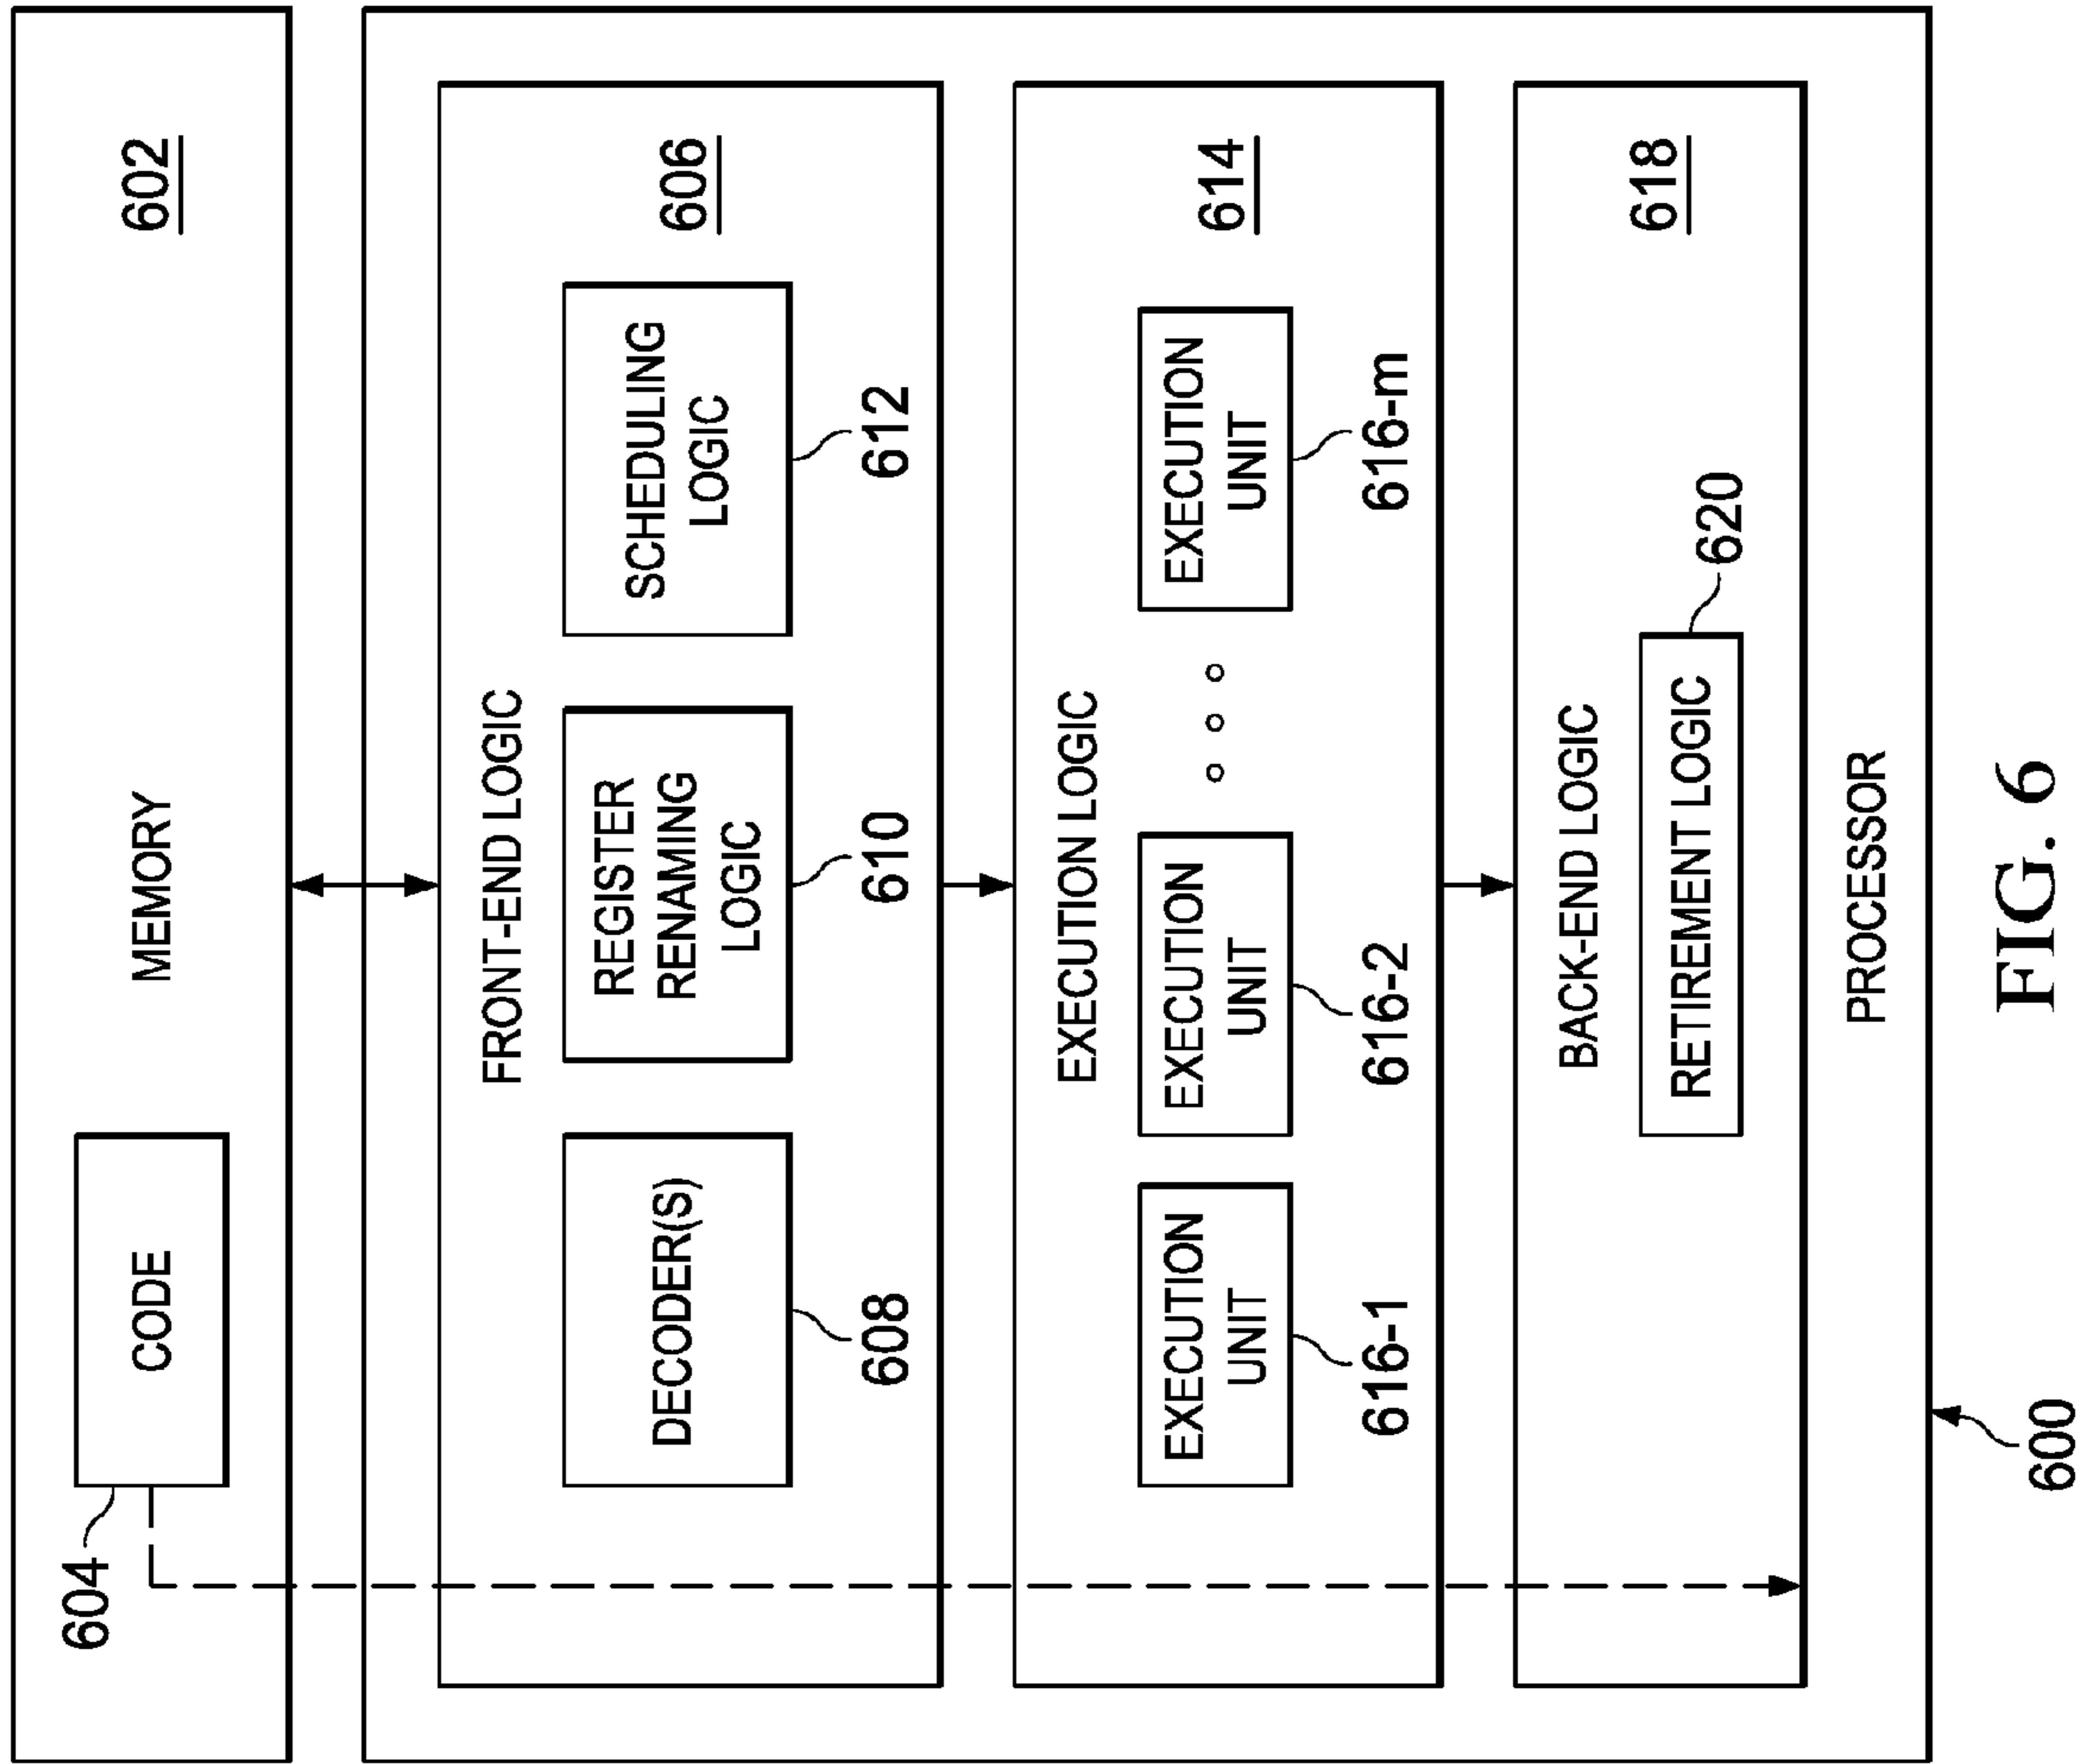 MEMORY
602
CODE
604
FRONT-END LOGIC
606
DECODER(S)
608
REGISTER
RENAMING
LOGIC
610
SCHEDULING
LOGIC
612
EXECUTION LOGIC
614
EXECUTION
UNIT
616-1
EXECUTION
UNIT
616-2
EXECUTION
UNIT
616-m
BACK-END LOGIC
618
RETIREMENT LOGIC
620
PROCESSOR
600
FIG. 6